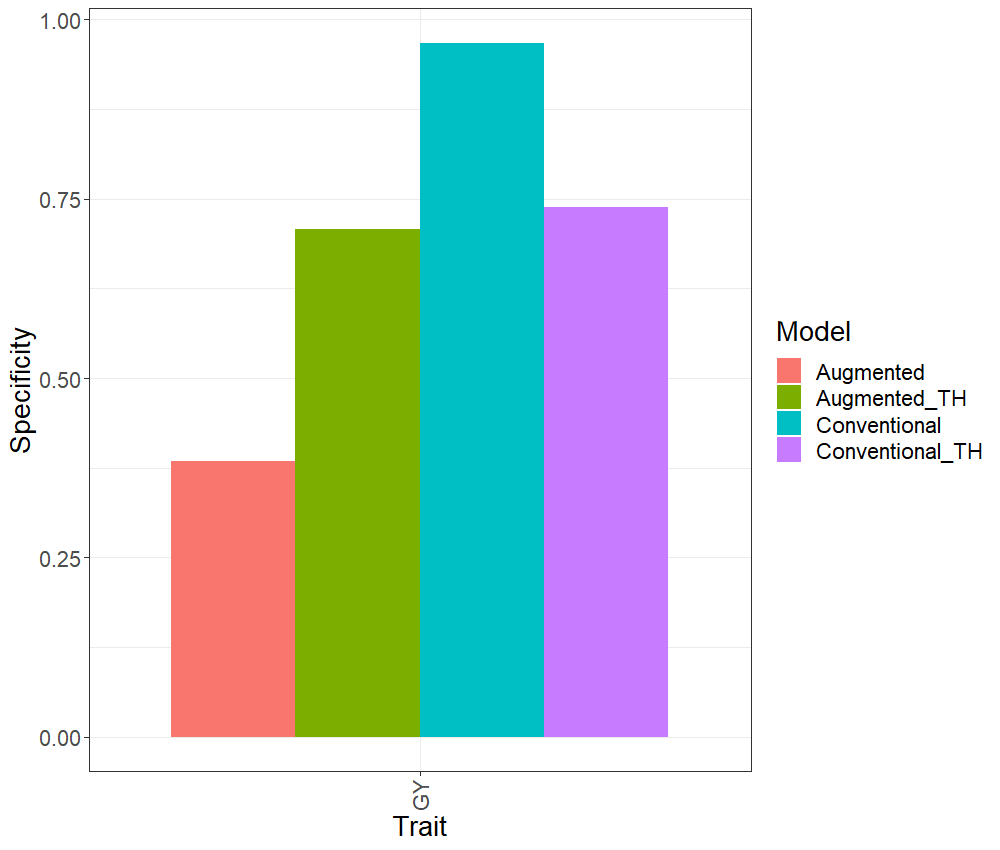 1.00
0.75
0.50
0.25
0.00
Specificity
GY
Trait
Model
Augmented
Augmented_TH
Conventional
Conventional_TH